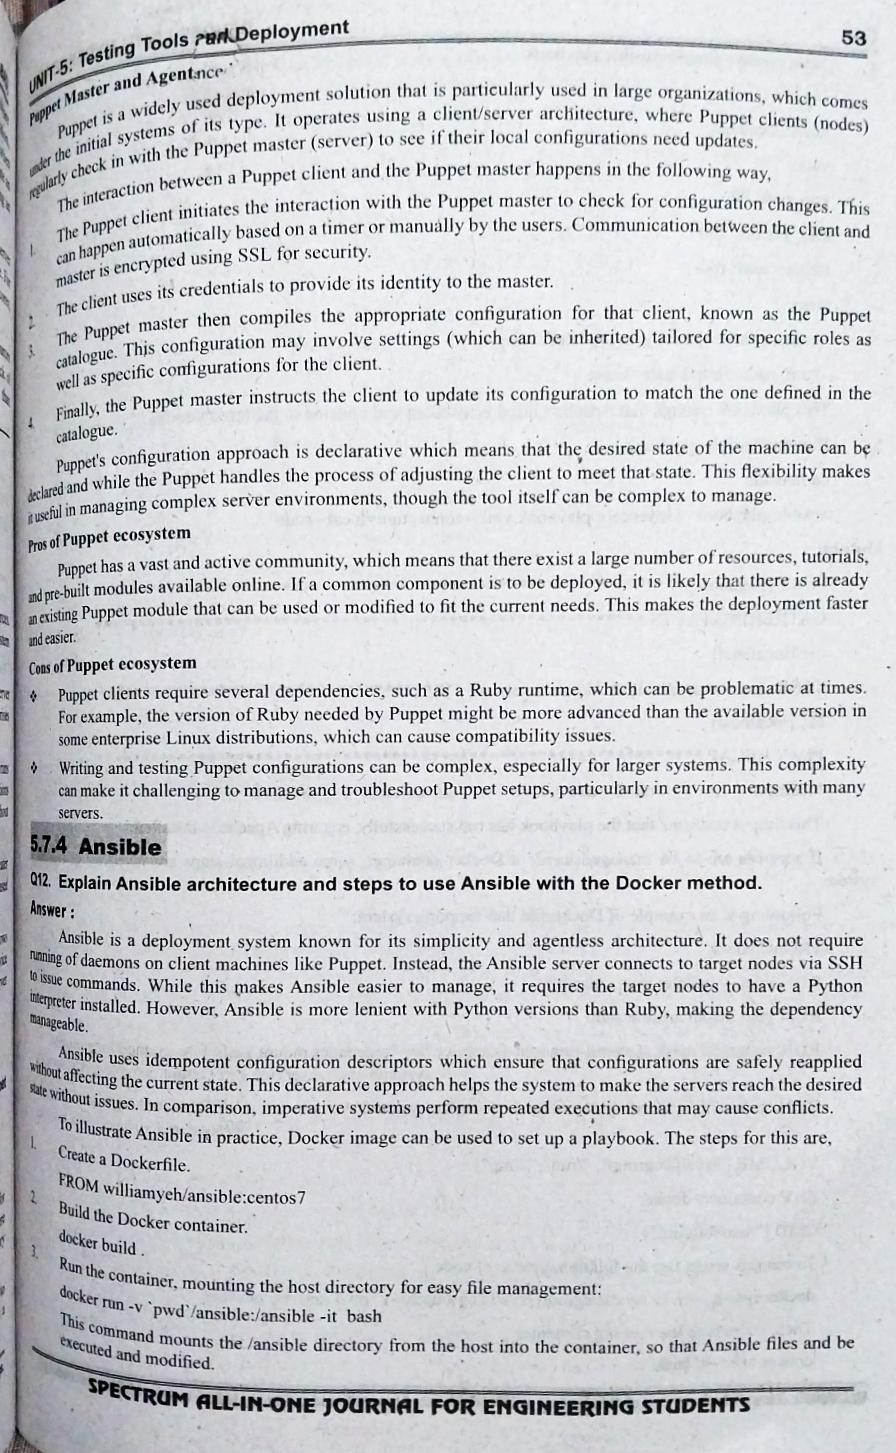 UNIT-5: Testing Tools and Deployment
53
Puppet Master and Agents
Puppet is a widely used deployment solution that is particularly used in large organizations, which comes
under the initial systems of its type. It operates using a client/server architecture, where Puppet clients (nodes)
regularly check in with the Puppet master (server) to see if their local configurations need updates.
The interaction between a Puppet client and the Puppet master happens in the following way,
1. The Puppet client initiates the interaction with the Puppet master to check for configuration changes. This
can happen automatically based on a timer or manually by the users. Communication between the client and
master is encrypted using SSL for security.
2. The client uses its credentials to provide its identity to the master.
3. The Puppet master then compiles the appropriate configuration for that client, known as the Puppet
catalogue. This configuration may involve settings (which can be inherited) tailored for specific roles as
well as specific configurations for the client.
4. Finally, the Puppet master instructs the client to update its configuration to match the one defined in the
catalogue.
Puppet's configuration approach is declarative which means that the desired state of the machine can be
declared and while the Puppet handles the process of adjusting the client to meet that state. This flexibility makes
it useful in managing complex server environments, though the tool itself can be complex to manage.
Pros of Puppet ecosystem
Puppet has a vast and active community, which means that there exist a large number of resources, tutorials,
and pre-built modules available online. If a common component is to be deployed, it is likely that there is already
an existing Puppet module that can be used or modified to fit the current needs. This makes the deployment faster
and easier.
Cons of Puppet ecosystem
❖ Puppet clients require several dependencies, such as a Ruby runtime, which can be problematic at times.
For example, the version of Ruby needed by Puppet might be more advanced than the available version in
some enterprise Linux distributions, which can cause compatibility issues.
❖ Writing and testing Puppet configurations can be complex, especially for larger systems. This complexity
can make it challenging to manage and troubleshoot Puppet setups, particularly in environments with many
servers.
5.7.4 Ansible
Q12. Explain Ansible architecture and steps to use Ansible with the Docker method.
Answer :
Ansible is a deployment system known for its simplicity and agentless architecture. It does not require
running of daemons on client machines like Puppet. Instead, the Ansible server connects to target nodes via SSH
to issue commands. While this makes Ansible easier to manage, it requires the target nodes to have a Python
interpreter installed. However, Ansible is more lenient with Python versions than Ruby, making the dependency
manageable.
Ansible uses idempotent configuration descriptors which ensure that configurations are safely reapplied
without affecting the current state. This declarative approach helps the system to make the servers reach the desired
state without issues. In comparison, imperative systems perform repeated executions that may cause conflicts.
To illustrate Ansible in practice, Docker image can be used to set up a playbook. The steps for this are,
1. Create a Dockerfile.
FROM williamyeh/ansible:centos7
2. Build the Docker container.
docker build .
3. Run the container, mounting the host directory for easy file management:
docker run -v `pwd`/ansible:/ansible -it bash
This command mounts the /ansible directory from the host into the container, so that Ansible files and be
executed and modified.
SPECTRUM ALL-IN-ONE JOURNAL FOR ENGINEERING STUDENTS